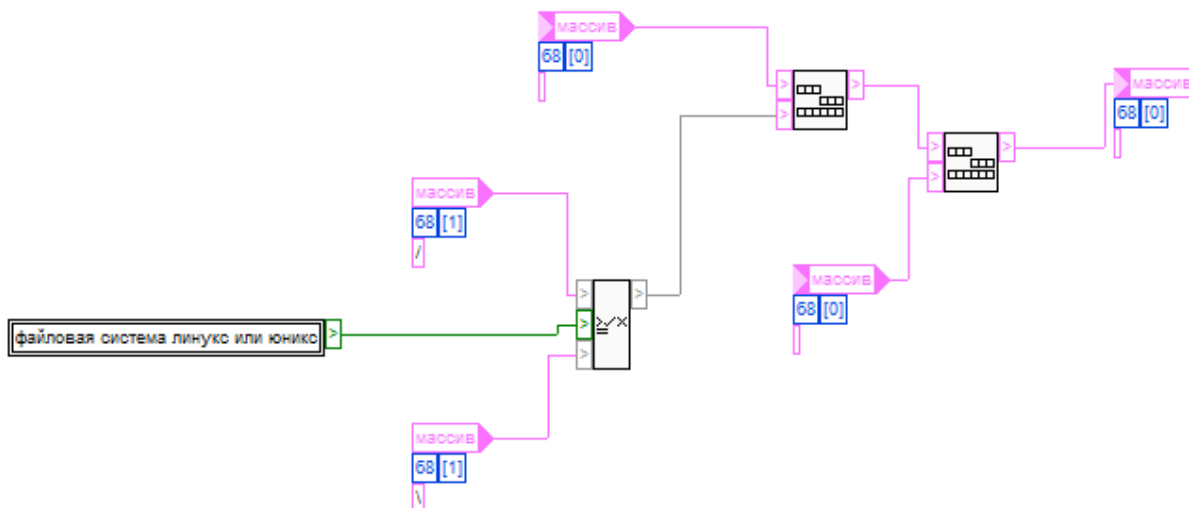 массив
68 [0]
массив
68 [0]
массив
68 [1]
/
массив
68 [0]
файловая система линукс или юникс
массив
68 [1]
\